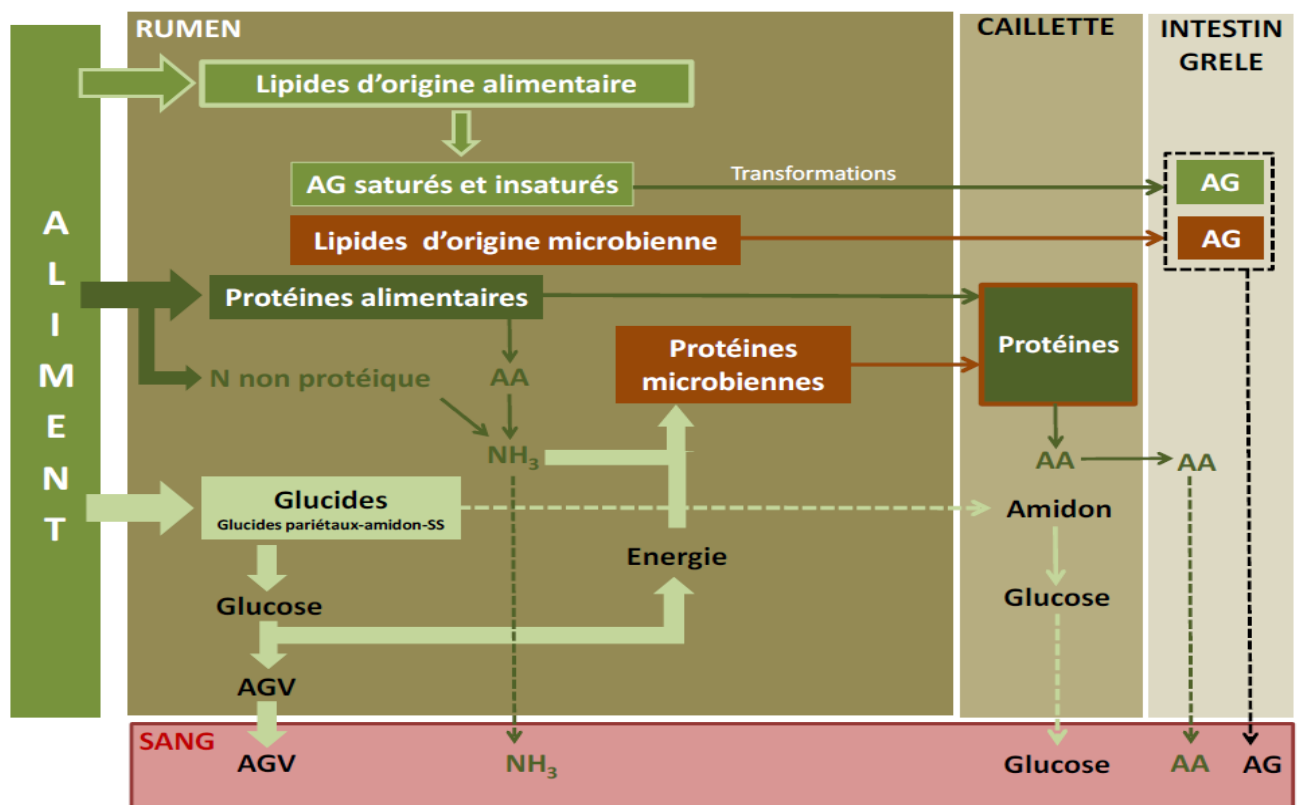 ALIMENT
RUMEN
CAILLETTE
INTESTIN
GRELE
Lipides d'origine alimentaire
AG saturés et insaturés
Transformations
AG
Lipides d'origine microbienne
AG
Protéines alimentaires
Protéines
microbiennes
Protéines
N non protéique
AA
NH₃
AA
AA
Glucides
Glucides pariétaux-amidon-SS
Amidon
Energie
Glucose
Glucose
AGV
SANG
AGV
NH₃
Glucose
AA
AG